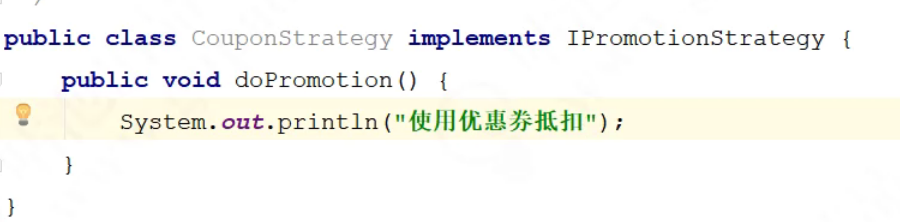 public class CouponStrategy implements IPromotionStrategy {
public void doPromotion() {
System.out.println("使用优惠券抵扣");
}
}